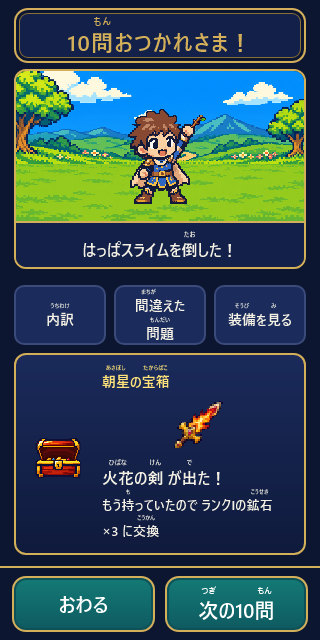 10問おつかれさま！
はっぱスライムを倒した！
内訳
間違えた
問題
装備を見る
朝星の宝箱
火花の剣 が出た！
もう持っていたので ランクIの鉱石
×3 に交換
おわる
次の10問